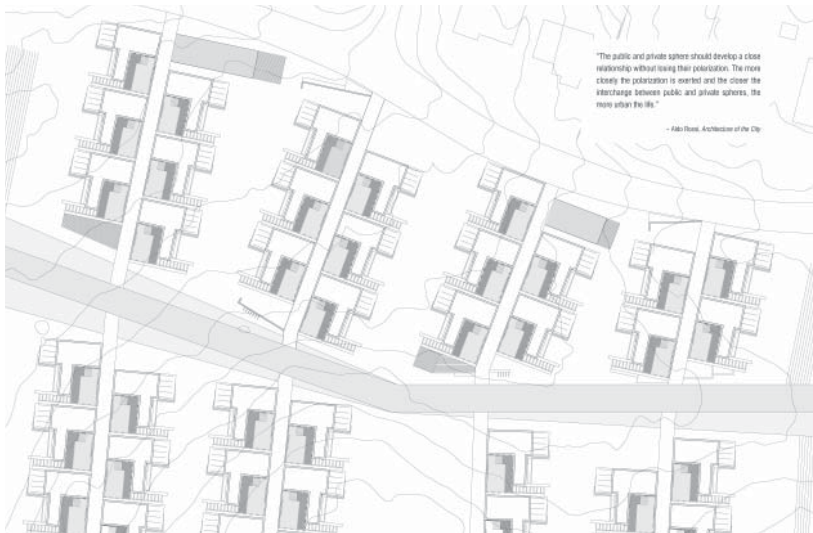 "The public and private sphere should develop a close
relationship without losing their polarization. The more
closely the polarization is exerted and the closer the
interchange between public and private spheres, the
more urban the life."
– Aldo Rossi, Architecture of the City